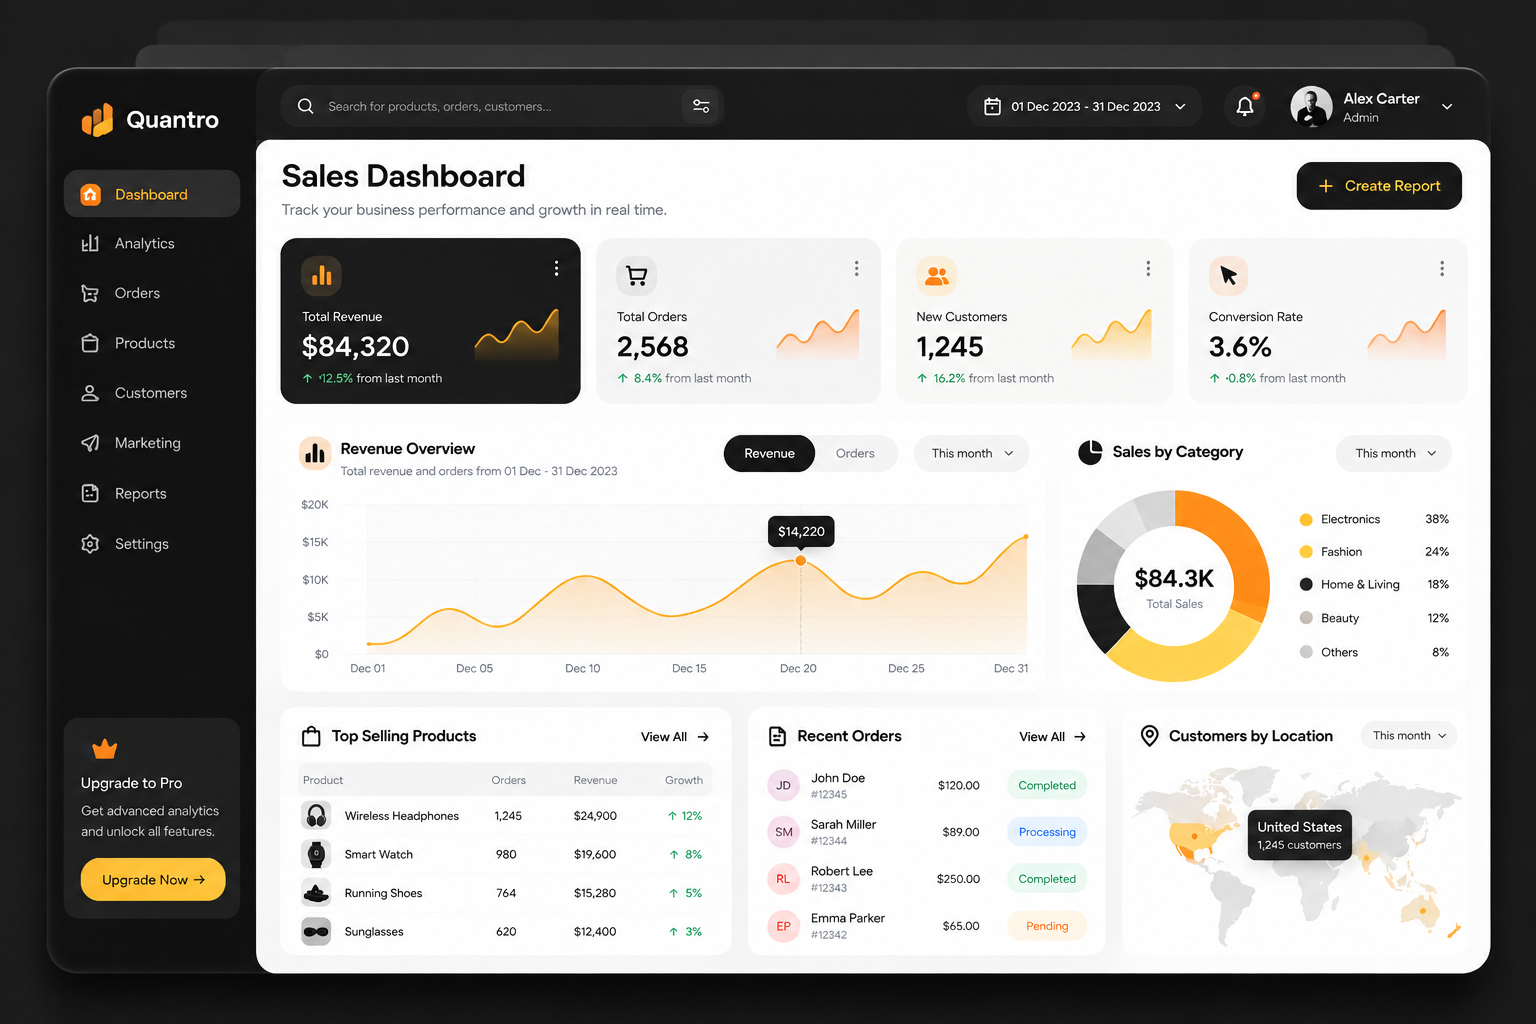 Quantro
Search for products, orders, customers...
01 Dec 2023 - 31 Dec 2023
Alex Carter
Admin
Dashboard
Analytics
Orders
Products
Customers
Marketing
Reports
Settings
Upgrade to Pro
Get advanced analytics
and unlock all features.
Upgrade Now →
Sales Dashboard
Track your business performance and growth in real time.
+ Create Report
Total Revenue
$84,320
↑ 12.5% from last month
Total Orders
2,568
↑ 8.4% from last month
New Customers
1,245
↑ 16.2% from last month
Conversion Rate
3.6%
↑ -0.8% from last month
Revenue Overview
Total revenue and orders from 01 Dec - 31 Dec 2023
Revenue
Orders
This month
$20K
$15K
$10K
$5K
$0
$14,220
Dec 01
Dec 05
Dec 10
Dec 15
Dec 20
Dec 25
Dec 31
Sales by Category
This month
$84.3K
Total Sales
Electronics 38%
Fashion 24%
Home & Living 18%
Beauty 12%
Others 8%
Top Selling Products
View All →
Product Orders Revenue Growth
Wireless Headphones 1,245 $24,900 ↑ 12%
Smart Watch 980 $19,600 ↑ 8%
Running Shoes 764 $15,280 ↑ 5%
Sunglasses 620 $12,400 ↑ 3%
Recent Orders
View All →
JD John Doe #12345 $120.00 Completed
SM Sarah Miller #12344 $89.00 Processing
RL Robert Lee #12343 $250.00 Completed
EP Emma Parker #12342 $65.00 Pending
Customers by Location
This month
United States
1,245 customers